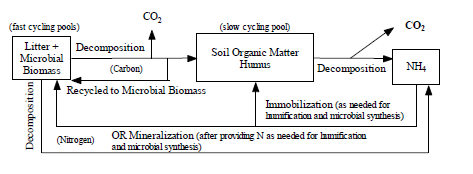 CO2
CO2
(fast cycling pools)
(slow cycling pool)
Litter +
Microbial
Biomass
Decomposition
Soil Organic Matter
Humus
(Carbon)
Decomposition
NH4
Recycled to Microbial Biomass
Decomposition
Immobilization (as needed for
humification and microbial synthesis)
(Nitrogen)
OR Mineralization (after providing N as needed for humification
and microbial synthesis)